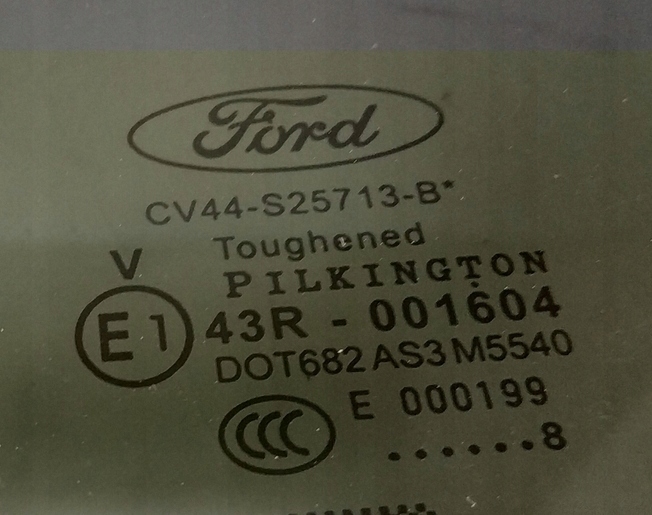 Ford
CV44-S25713-B*
Toughened
V
PILKINGTON
E1 43R - 001604
DOT682 AS3 M5540
E 000199
CCC
......8